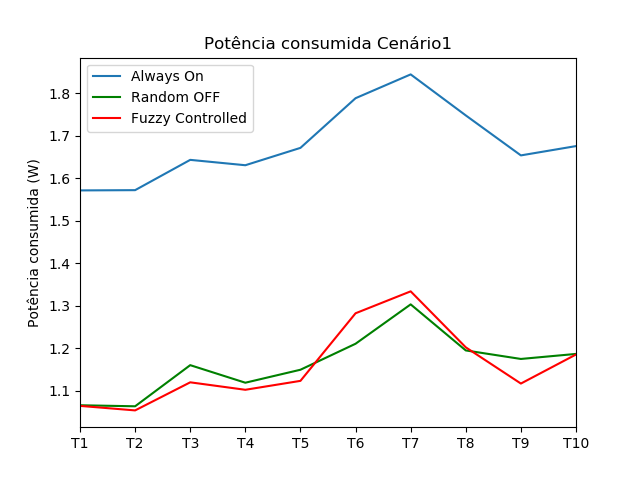 Potência consumida Cenário1
Always On
Random OFF
Fuzzy Controlled
Potência consumida (W)
1.8
1.7
1.6
1.5
1.4
1.3
1.2
1.1
T1 T2 T3 T4 T5 T6 T7 T8 T9 T10